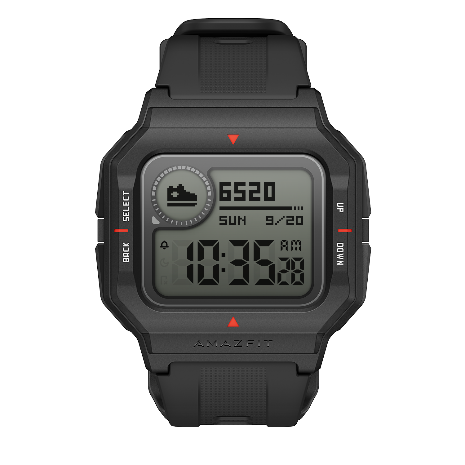 6520
SUN 9/20
AM
10:35 28
SELECT
BACK
UP
DOWN
AMAZFIT